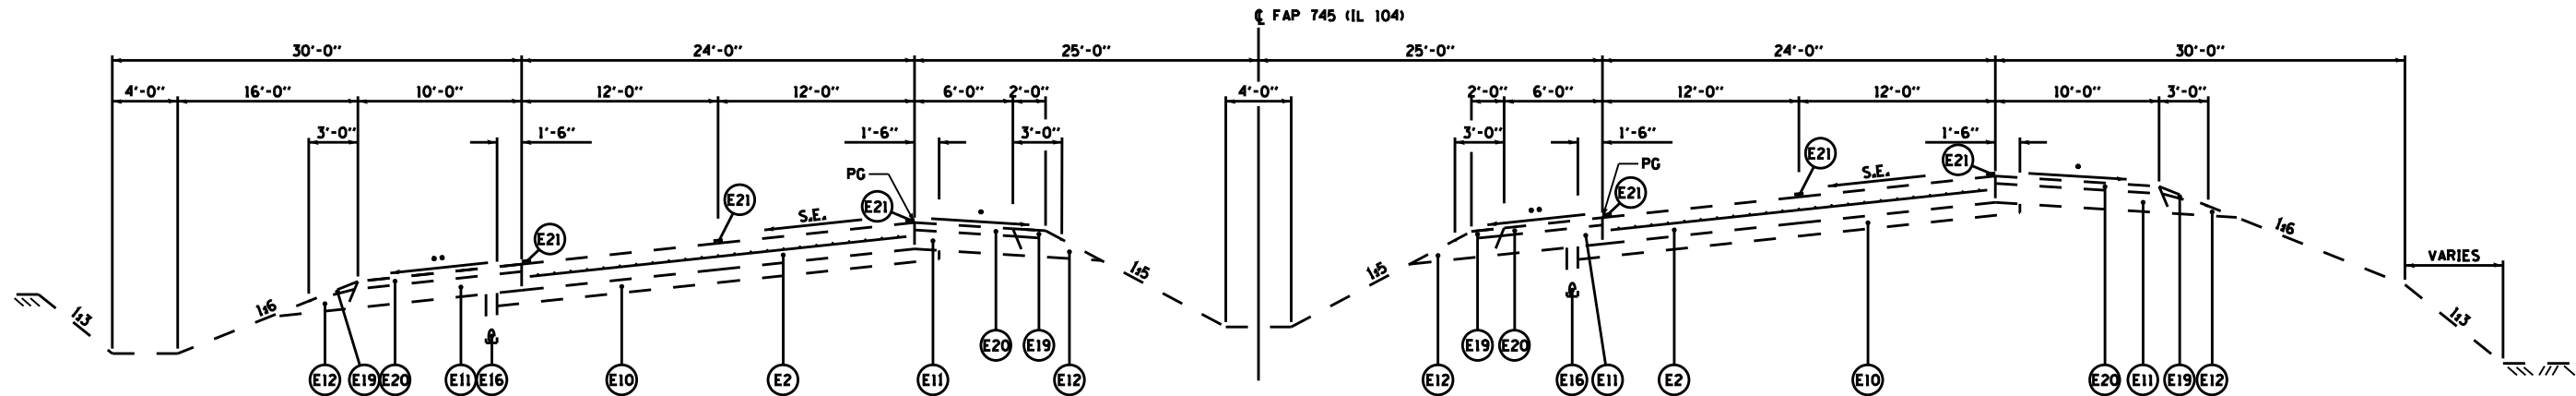 ℄ FAP 745 (IL 104)
30'-0" 24'-0" 25'-0" 25'-0" 24'-0" 30'-0"
4'-0" 16'-0" 10'-0" 12'-0" 12'-0" 6'-0" 2'-0" 4'-0" 2'-0" 6'-0" 12'-0" 12'-0" 10'-0" 3'-0"
3'-0" 1'-6" 1'-6" 3'-0" 3'-0" 1'-6" 1'-6"
E21 E21
PG PG
S.E. •
E21 E21 •• E21
S.E. •
E21 •• 1:6
VARIES
1:5 1:5
1:6
1:3 1:3
E20 E19 E19 E20
E12 E19 E20 E11 E16 E10 E2 E11 E12 E12 E16 E11 E2 E10 E20 E11 E19 E12